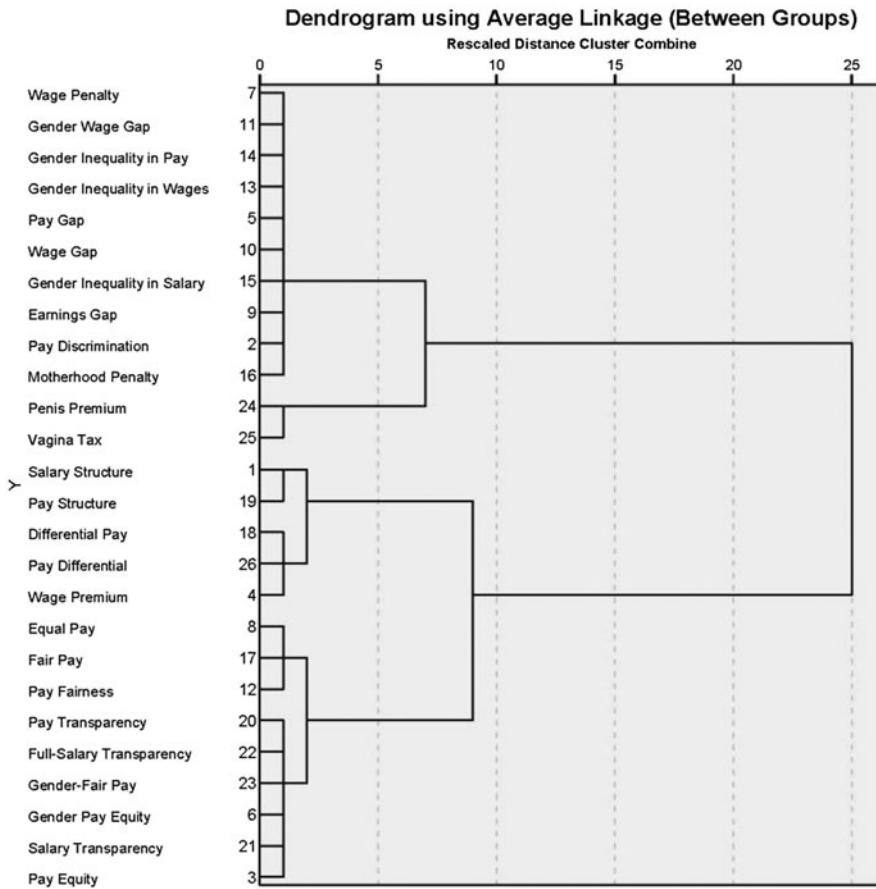 Dendrogram using Average Linkage (Between Groups)
Rescaled Distance Cluster Combine
0 5 10 15 20 25
Wage Penalty 7
Gender Wage Gap 11
Gender Inequality in Pay 14
Gender Inequality in Wages 13
Pay Gap 5
Wage Gap 10
Gender Inequality in Salary 15
Earnings Gap 9
Pay Discrimination 2
Motherhood Penalty 16
Penis Premium 24
Vagina Tax 25
Y
Salary Structure 1
Pay Structure 19
Differential Pay 18
Pay Differential 26
Wage Premium 4
Equal Pay 8
Fair Pay 17
Pay Fairness 12
Pay Transparency 20
Full-Salary Transparency 22
Gender-Fair Pay 23
Gender Pay Equity 6
Salary Transparency 21
Pay Equity 3